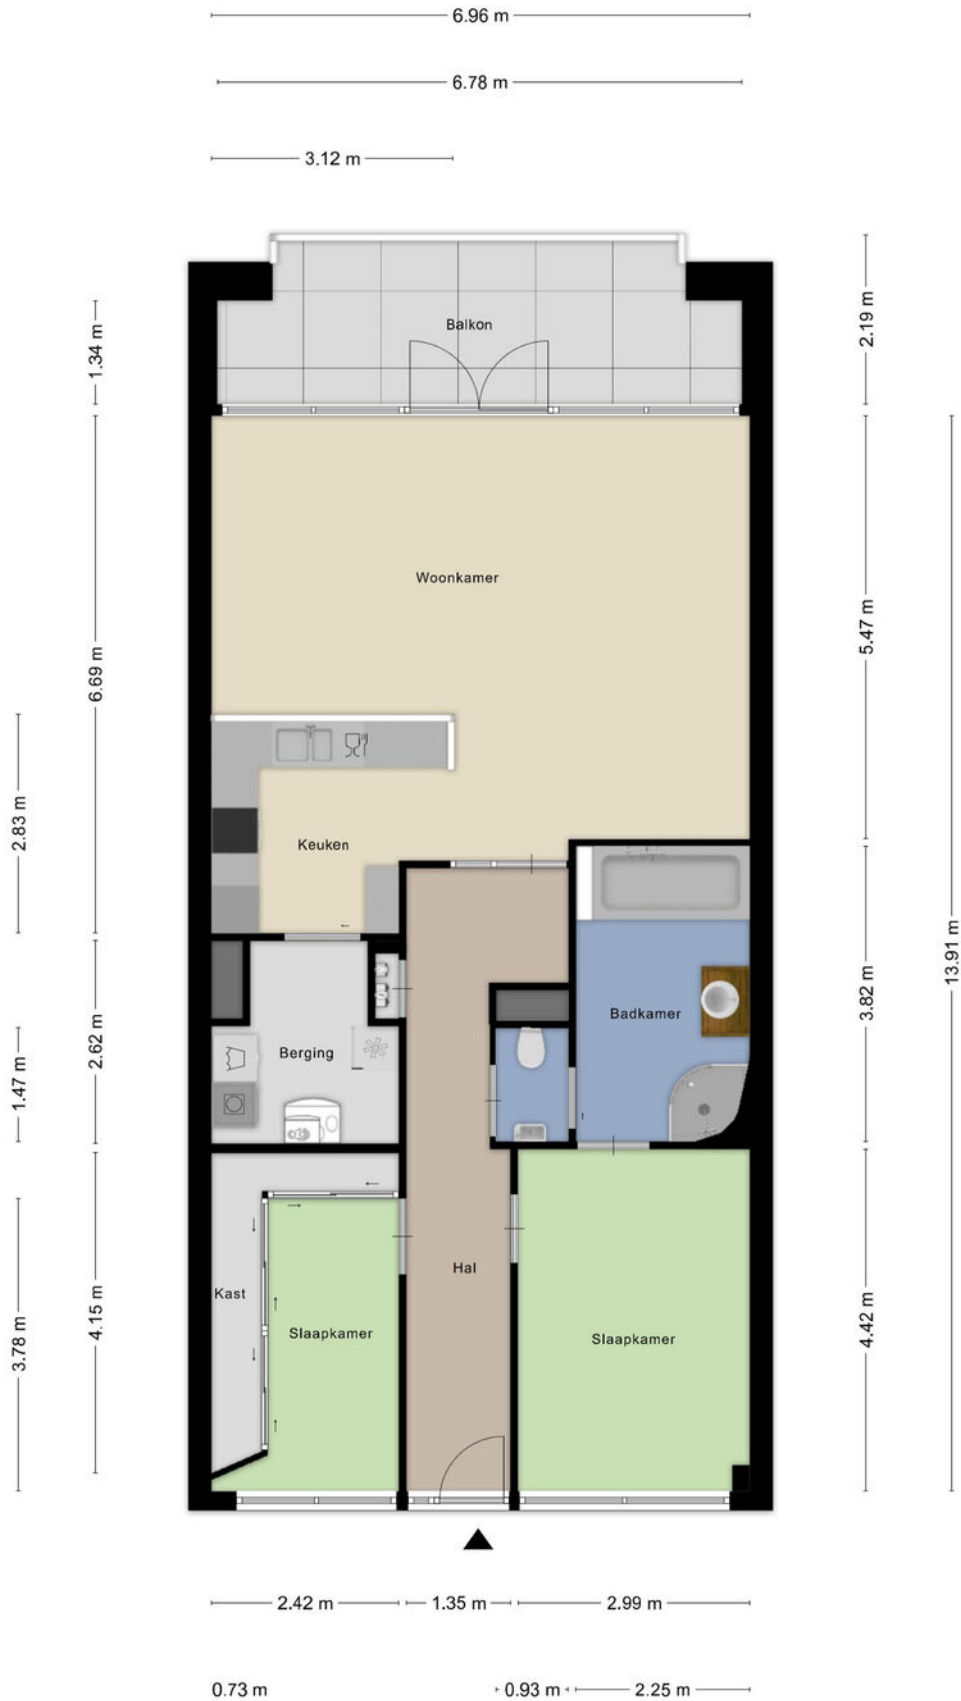 6.96 m
6.78 m
3.12 m
2.19 m
1.34 m
Balkon
Woonkamer
5.47 m
6.69 m
2.83 m
Keuken
13.91 m
3.82 m
Badkamer
2.62 m
Berging
1.47 m
Hal
Kast
Slaapkamer
Slaapkamer
4.15 m
4.42 m
3.78 m
2.42 m 1.35 m 2.99 m
0.73 m 0.93 m 2.25 m